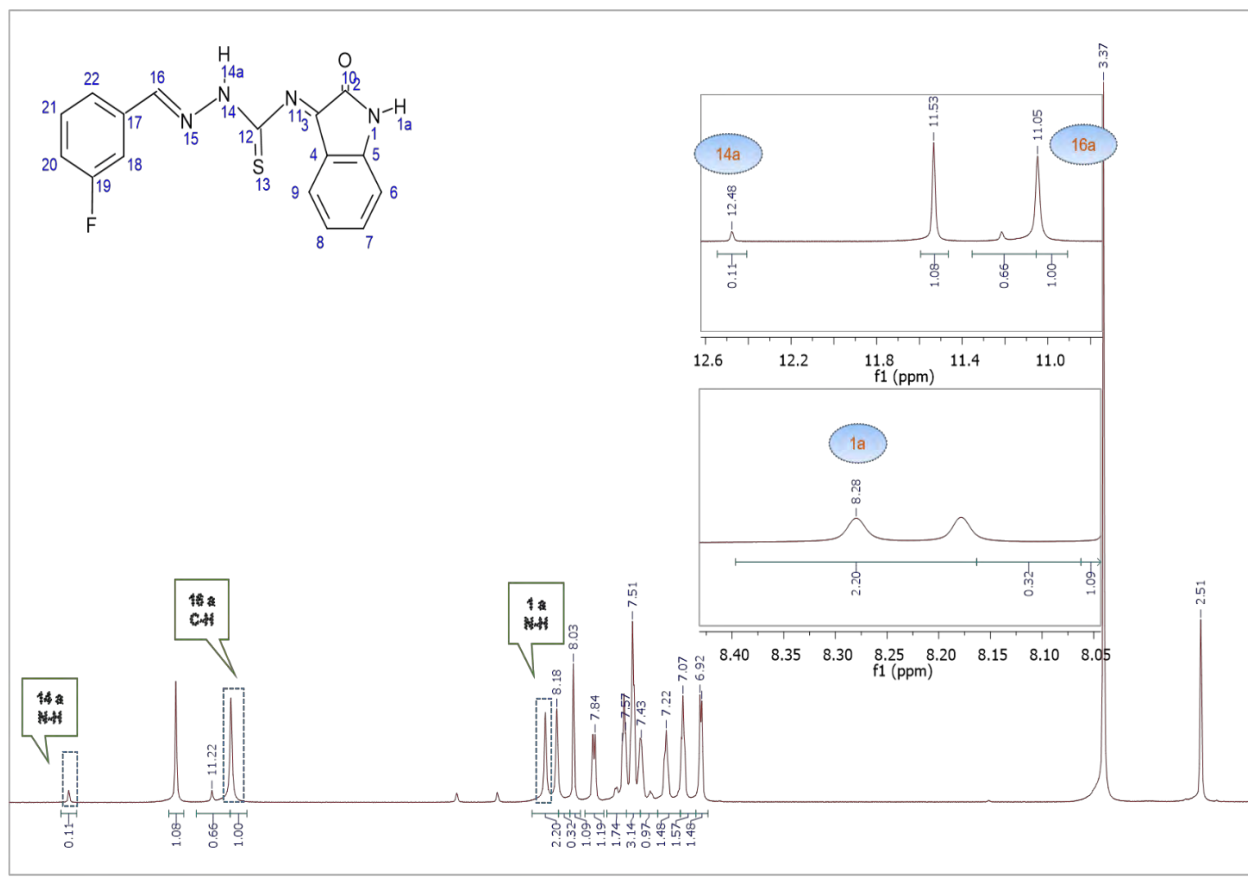 H
14a
N
14
16
22
21
20
19
18
17
N
15
F
12
S
13
N
11
3
O
10
2
N
1
H
1a
4
5
6
7
8
9
14a
12.48
11.53
11.05
16a
0.11
1.08
0.66
1.00
12.6 12.2 11.8 11.4 11.0
f1 (ppm)
3.37
1a
8.28
2.20
0.32
1.09
8.40 8.35 8.30 8.25 8.20 8.15 8.10 8.05
f1 (ppm)
14 a
N-H
16 a
C-H
1 a
N-H
11.22
8.18
8.03
7.84
7.57
7.51
7.43
7.22
7.07
6.92
2.51
0.11
1.08
0.66
1.00
2.20
0.32
1.09
1.19
1.74
3.14
0.97
1.48
1.57
1.48